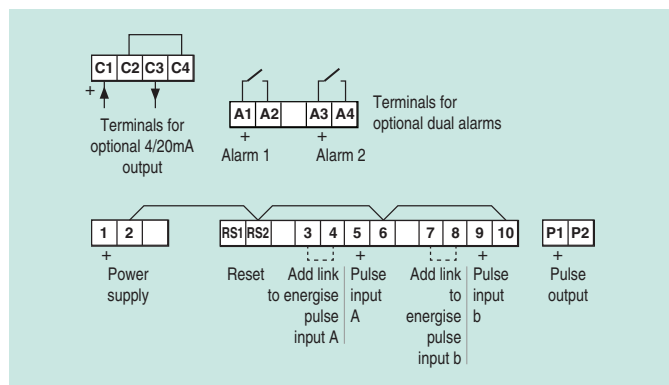 C1 C2 C3 C4
+
Terminals for
optional 4/20mA
output
A1 A2 A3 A4
+ +
Alarm 1 Alarm 2
Terminals for
optional dual alarms
1 2 RS1 RS2 3 4 5 6 7 8 9 10 P1 P2
+ + + +
Power
supply
Reset
Add link
to energise
pulse
input A
Pulse
input
A
Add link
to
energise
pulse
input b
Pulse
input
b
Pulse
output